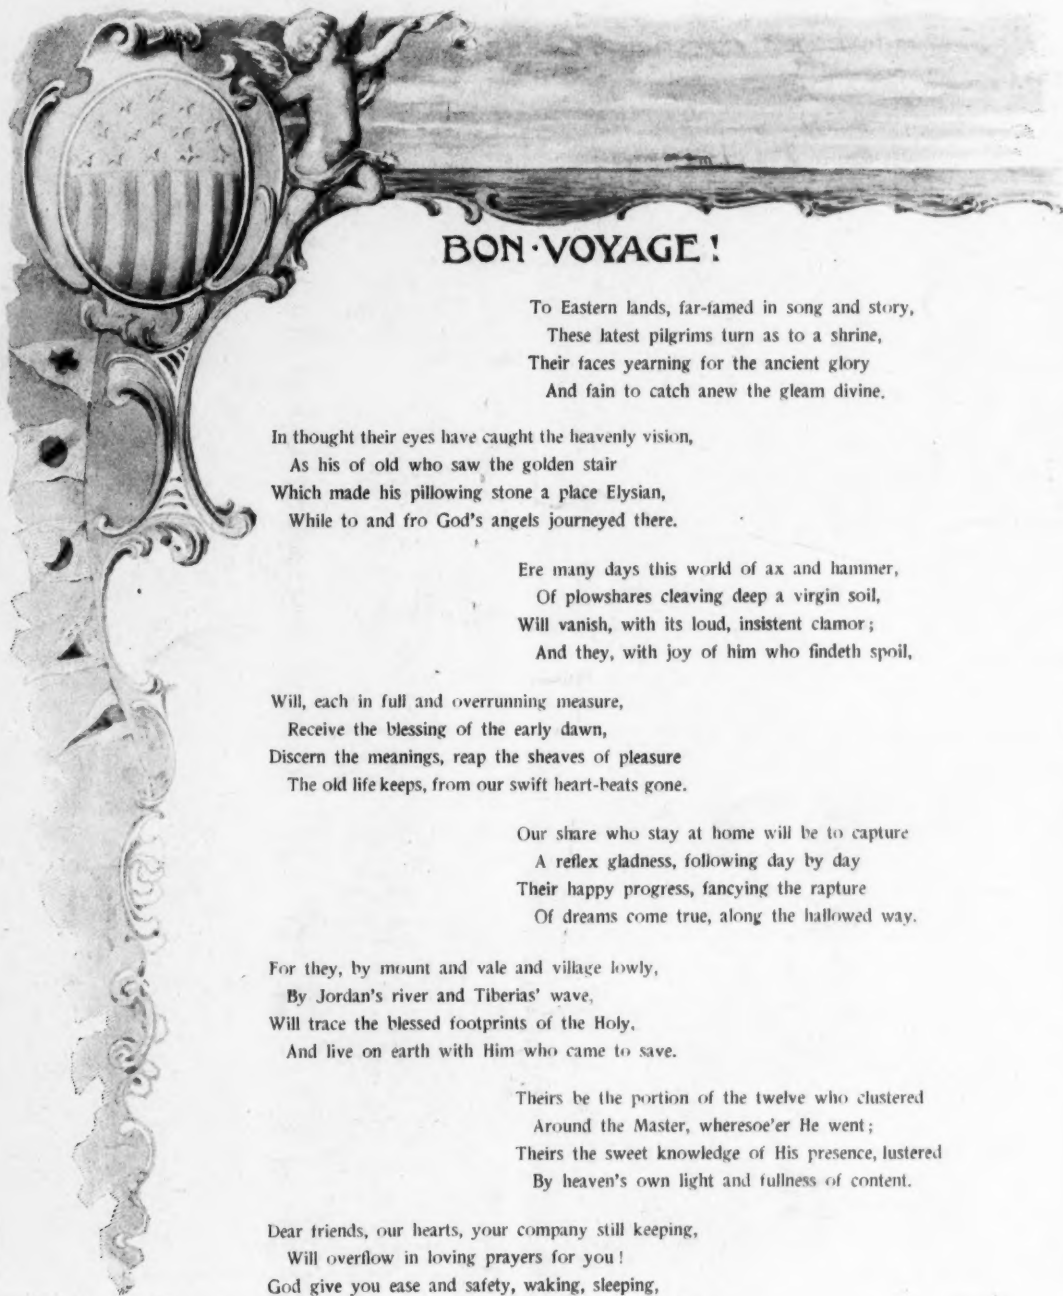 BON·VOYAGE!
To Eastern lands, far-famed in song and story,
These latest pilgrims turn as to a shrine,
Their faces yearning for the ancient glory
And fain to catch anew the gleam divine.
In thought their eyes have caught the heavenly vision,
As his of old who saw the golden stair
Which made his pillowing stone a place Elysian,
While to and fro God's angels journeyed there.
Ere many days this world of ax and hammer,
Of plowshares cleaving deep a virgin soil,
Will vanish, with its loud, insistent clamor;
And they, with joy of him who findeth spoil,
Will, each in full and overrunning measure,
Receive the blessing of the early dawn,
Discern the meanings, reap the sheaves of pleasure
The old life keeps, from our swift heart-beats gone.
Our share who stay at home will be to capture
A reflex gladness, following day by day
Their happy progress, fancying the rapture
Of dreams come true, along the hallowed way.
For they, by mount and vale and village lowly,
By Jordan's river and Tiberias' wave,
Will trace the blessed footprints of the Holy,
And live on earth with Him who came to save.
Theirs be the portion of the twelve who clustered
Around the Master, wheresoe'er He went;
Theirs the sweet knowledge of His presence, lustered
By heaven's own light and fullness of content.
Dear friends, our hearts, your company still keeping,
Will overflow in loving prayers for you!
God give you ease and safety, waking, sleeping,